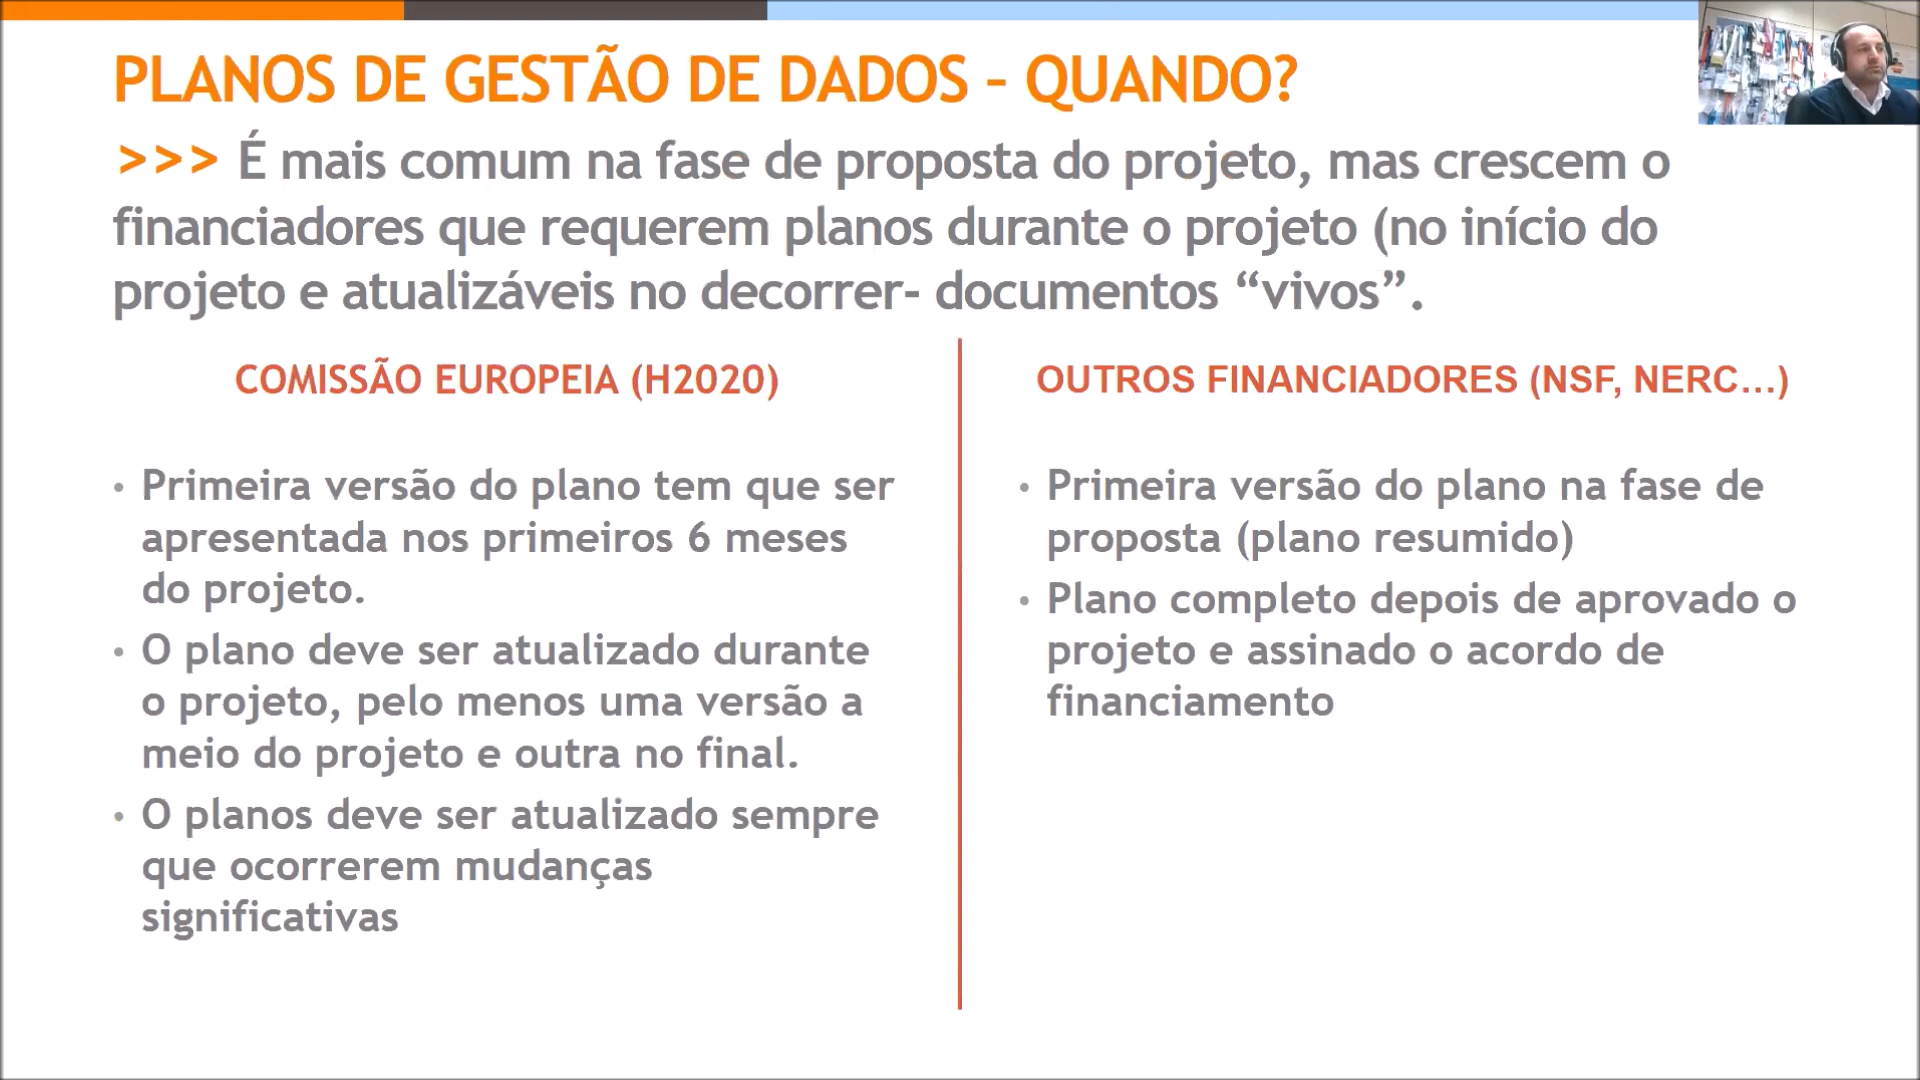 PLANOS DE GESTÃO DE DADOS – QUANDO?
>>> É mais comum na fase de proposta do projeto, mas crescem o
financiadores que requerem planos durante o projeto (no início do
projeto e atualizáveis no decorrer- documentos “vivos”.
COMISSÃO EUROPEIA (H2020)
• Primeira versão do plano tem que ser
apresentada nos primeiros 6 meses
do projeto.
• O plano deve ser atualizado durante
o projeto, pelo menos uma versão a
meio do projeto e outra no final.
• O planos deve ser atualizado sempre
que ocorrerem mudanças
significativas
OUTROS FINANCIADORES (NSF, NERC…)
• Primeira versão do plano na fase de
proposta (plano resumido)
• Plano completo depois de aprovado o
projeto e assinado o acordo de
financiamento